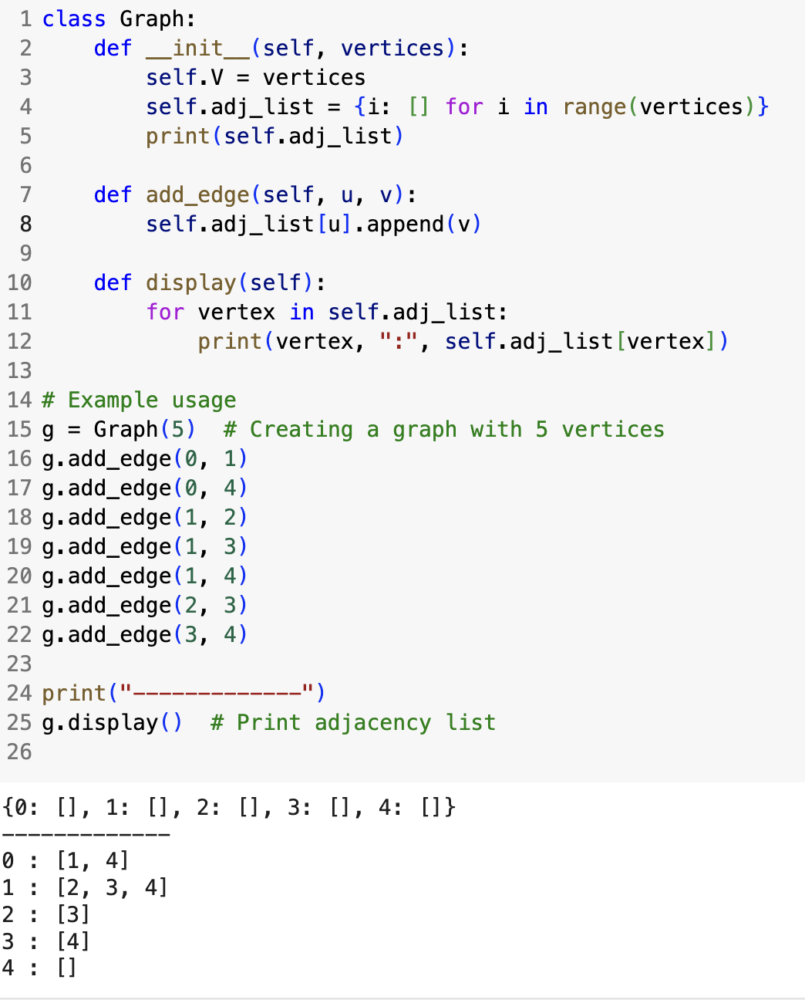 1 class Graph:
2     def __init__(self, vertices):
3         self.V = vertices
4         self.adj_list = {i: [] for i in range(vertices)}
5         print(self.adj_list)
6
7     def add_edge(self, u, v):
8         self.adj_list[u].append(v)
9
10     def display(self):
11         for vertex in self.adj_list:
12             print(vertex, ":", self.adj_list[vertex])
13
14 # Example usage
15 g = Graph(5)  # Creating a graph with 5 vertices
16 g.add_edge(0, 1)
17 g.add_edge(0, 4)
18 g.add_edge(1, 2)
19 g.add_edge(1, 3)
20 g.add_edge(1, 4)
21 g.add_edge(2, 3)
22 g.add_edge(3, 4)
23
24 print("-------------")
25 g.display()  # Print adjacency list
26
{0: [], 1: [], 2: [], 3: [], 4: []}
-------------
0 : [1, 4]
1 : [2, 3, 4]
2 : [3]
3 : [4]
4 : []